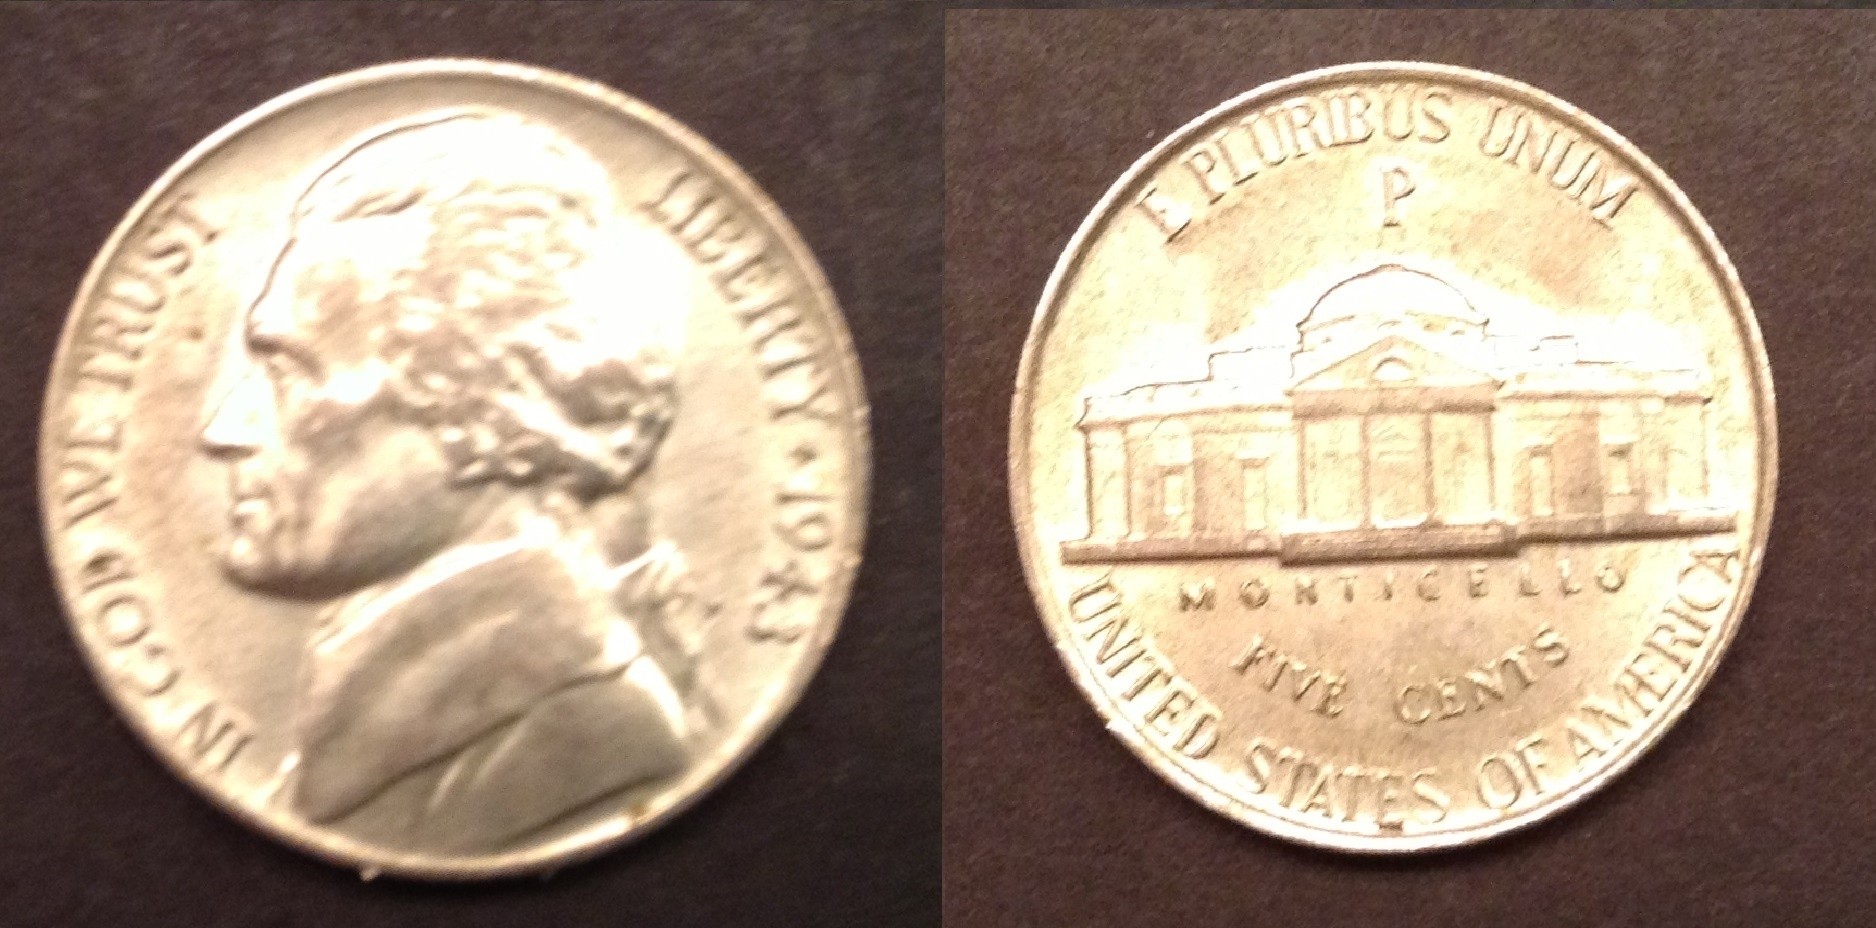 IN GOD WE TRUST
LIBERTY · 1943
E PLURIBUS UNUM
P
MONTICELLO
FIVE CENTS
UNITED STATES OF AMERICA